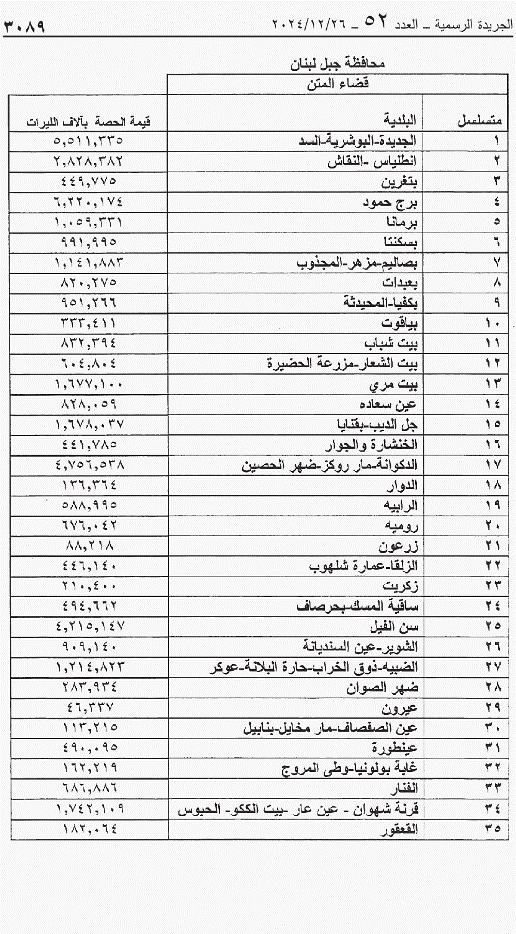 الجريدة الرسمية – العدد ٥٢ – ٢٠٢٤/١٢/٢٦ ٣٠٨٩
محافظة جبل لبنان
قضاء المتن
متسلسل البلدية قيمة الحصة بآلاف الليرات
١ الجديدة-البوشرية-السد ٥,٥١١,٣٣٥
٢ انطلياس -النقاش ٢,٨٢٨,٣٨٢
٣ بتغرين ٤٤٩,٧٧٥
٤ برج حمود ٦,٢٢٠,١٧٤
٥ برمانا ١,٠٥٩,٣٣١
٦ بسكنتا ٩٩١,٩٩٥
٧ بصاليم-مزهر-المجذوب ١,١٤١,٨٨٣
٨ بعبدات ٨٢٠,٢٧٥
٩ بكفيا-المحيدثة ٩٥١,٢٦٦
١٠ بياقوت ٣٣٣,٤١١
١١ بيت شباب ٨٣٢,٣٩٤
١٢ بيت الشعار-مزرعة الحضيرة ٦٠٤,٨٠٤
١٣ بيت مري ١,٦٧٧,١٠٠
١٤ عين سعاده ٨٢٨,٠٥٩
١٥ جل الديب-بقنايا ١,٦٧٨,٠٣٧
١٦ الخنشارة والجوار ٤٤١,٧٨٥
١٧ الدكوانة-مار روكز-ضهر الحصين ٤,٧٥٦,٥٣٨
١٨ الدوار ١٣٦,٣٦٤
١٩ الرابيه ٥٨٨,٩٩٥
٢٠ روميه ٦٧٦,٠٤٢
٢١ زرعون ٨٨,٢١٨
٢٢ الزلقا-عمارة شلهوب ٤٤٦,١٤٠
٢٣ زكريت ٢١٠,٤٠٠
٢٤ ساقية المسك-بحرصاف ٤٩٤,٦٦٢
٢٥ سن الفيل ٤,٢١٥,١٤٧
٢٦ الشوير-عين السنديانة ٩٠٩,١٤٠
٢٧ الضبيه-ذوق الخراب-حارة البلانة-عوكر ١,٢١٤,٨٢٣
٢٨ ضهر الصوان ٢٨٣,٩٣٤
٢٩ عيرون ٤٦,٣٣٧
٣٠ عين الصفصاف-مار مخايل-بنابيل ١١٣,٢١٥
٣١ عينطورة ٤٩٠,٠٩٥
٣٢ غابة بولونيا-وطى المروج ١٦٢,٢١٩
٣٣ الفنار ٦٨٦,٨٨٦
٣٤ قرنة شهوان - عين عار -بيت الككو- الحبوس ١,٧٤٢,١٠٩
٣٥ القعقور ١٨٢,٠٦٤